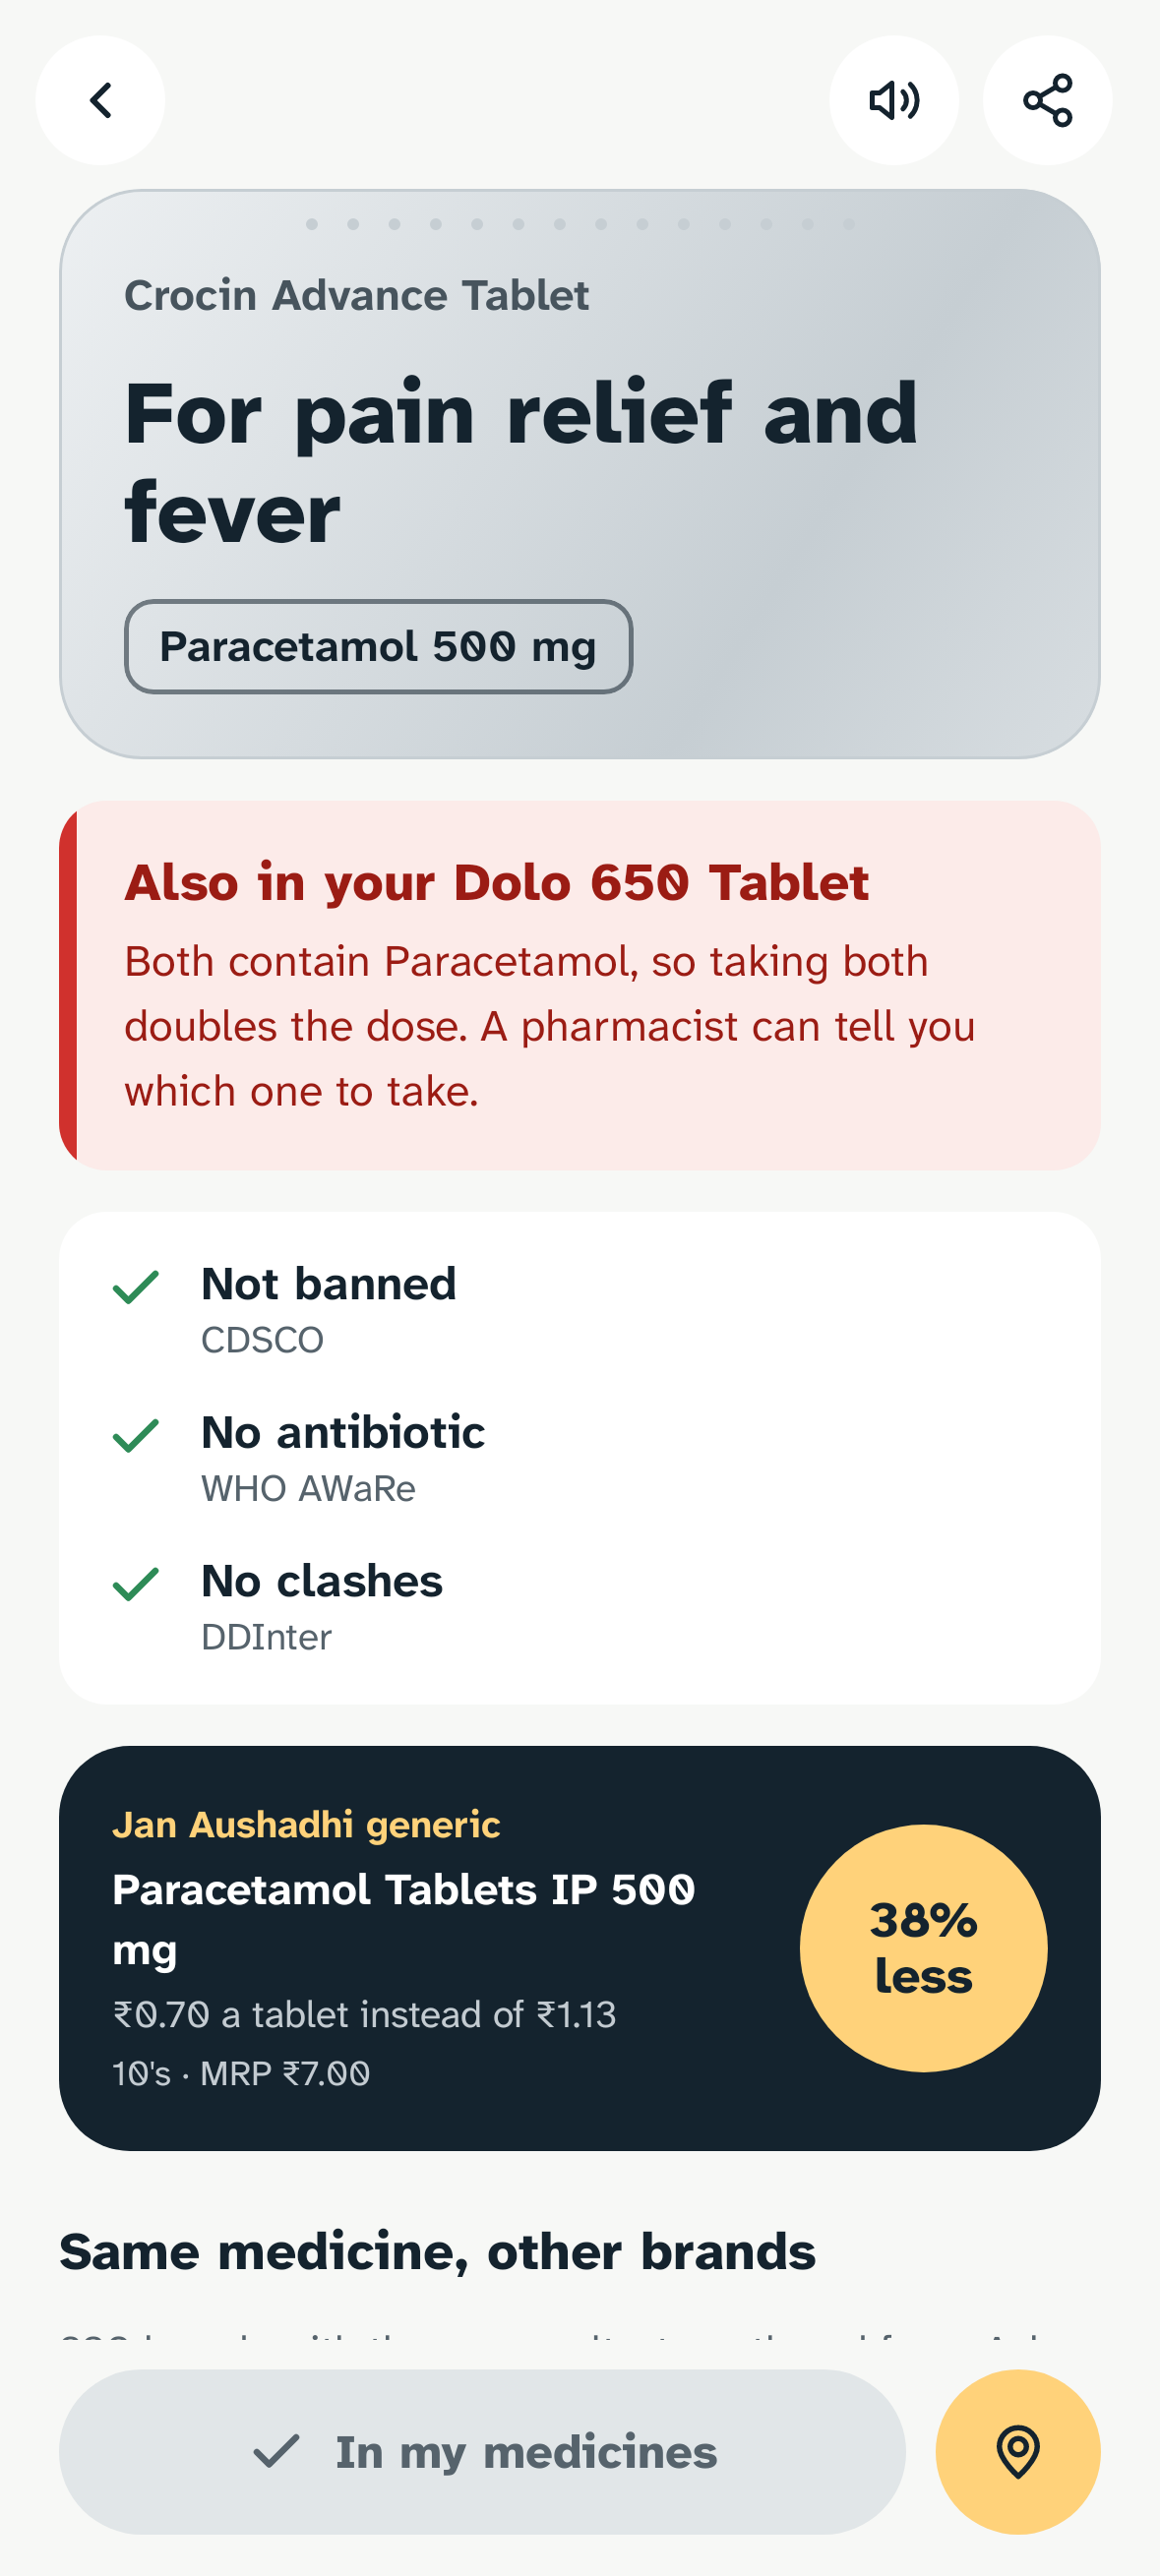 Crocin Advance Tablet
For pain relief and
fever
Paracetamol 500 mg
Also in your Dolo 650 Tablet
Both contain Paracetamol, so taking both
doubles the dose. A pharmacist can tell you
which one to take.
Not banned
CDSCO
No antibiotic
WHO AWaRe
No clashes
DDInter
Jan Aushadhi generic
Paracetamol Tablets IP 500
mg
₹0.70 a tablet instead of ₹1.13
10's · MRP ₹7.00
38%
less
Same medicine, other brands
In my medicines